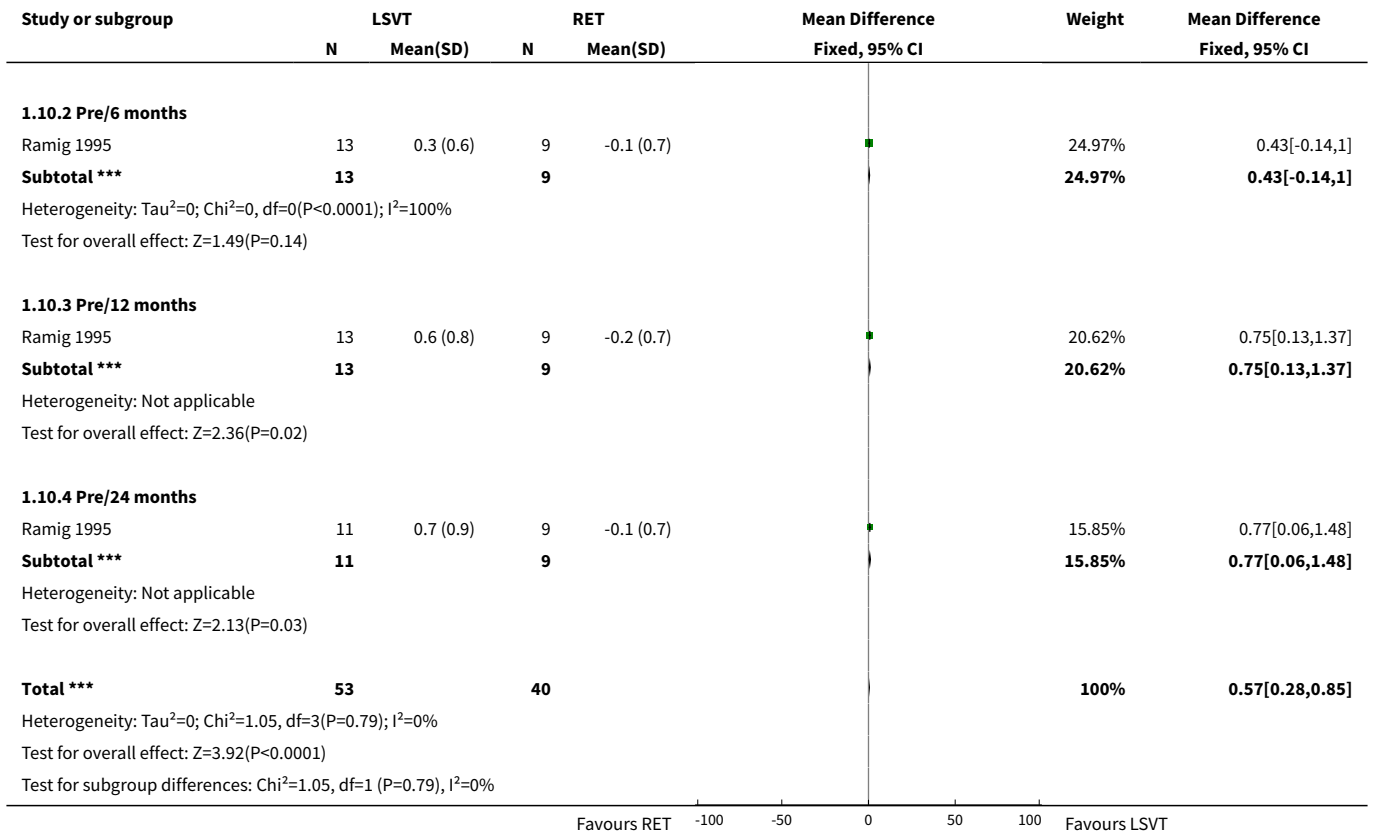 Study or subgroup LSVT RET Mean Difference Weight Mean Difference
N Mean(SD) N Mean(SD) Fixed, 95% CI Fixed, 95% CI
1.10.2 Pre/6 months
Ramig 1995 13 0.3 (0.6) 9 -0.1 (0.7) 24.97% 0.43[-0.14,1]
Subtotal *** 13 9 24.97% 0.43[-0.14,1]
Heterogeneity: Tau²=0; Chi²=0, df=0(P<0.0001); I²=100%
Test for overall effect: Z=1.49(P=0.14)
1.10.3 Pre/12 months
Ramig 1995 13 0.6 (0.8) 9 -0.2 (0.7) 20.62% 0.75[0.13,1.37]
Subtotal *** 13 9 20.62% 0.75[0.13,1.37]
Heterogeneity: Not applicable
Test for overall effect: Z=2.36(P=0.02)
1.10.4 Pre/24 months
Ramig 1995 11 0.7 (0.9) 9 -0.1 (0.7) 15.85% 0.77[0.06,1.48]
Subtotal *** 11 9 15.85% 0.77[0.06,1.48]
Heterogeneity: Not applicable
Test for overall effect: Z=2.13(P=0.03)
Total *** 53 40 100% 0.57[0.28,0.85]
Heterogeneity: Tau²=0; Chi²=1.05, df=3(P=0.79); I²=0%
Test for overall effect: Z=3.92(P<0.0001)
Test for subgroup differences: Chi²=1.05, df=1 (P=0.79), I²=0%
Favours RET -100 -50 0 50 100 Favours LSVT